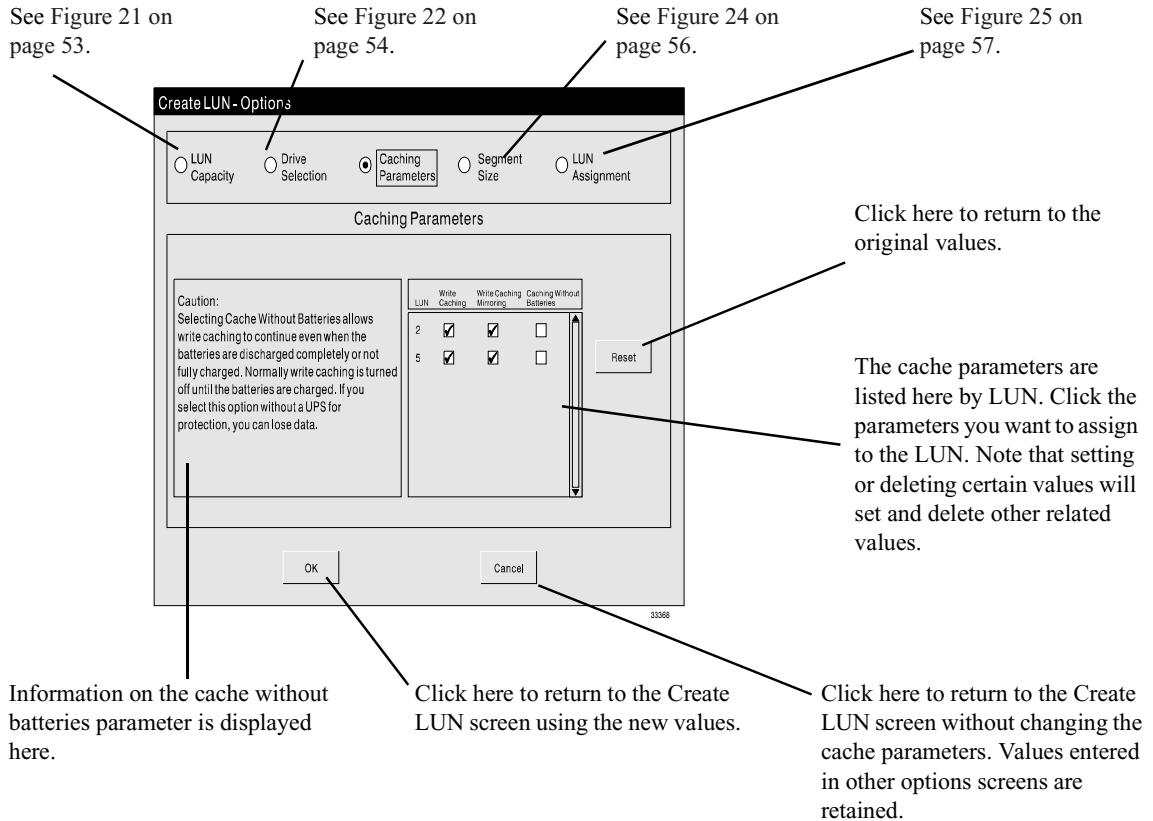 See Figure 21 on
page 53.
See Figure 22 on
page 54.
See Figure 24 on
page 56.
See Figure 25 on
page 57.
Create LUN - Options
LUN
Capacity
Drive
Selection
Caching
Parameters
Segment
Size
LUN
Assignment
Caching Parameters
Caution:
Selecting Cache Without Batteries allows
write caching to continue even when the
batteries are discharged completely or not
fully charged. Normally write caching is turned
off until the batteries are charged. If you
select this option without a UPS for
protection, you can lose data.
LUN
Write
Caching
Write Caching
Mirroring
Caching Without
Batteries
2
5
Reset
OK
Cancel
33368
Click here to return to the
original values.
The cache parameters are
listed here by LUN. Click the
parameters you want to assign
to the LUN. Note that setting
or deleting certain values will
set and delete other related
values.
Information on the cache without
batteries parameter is displayed
here.
Click here to return to the Create
LUN screen using the new values.
Click here to return to the Create
LUN screen without changing the
cache parameters. Values entered
in other options screens are
retained.